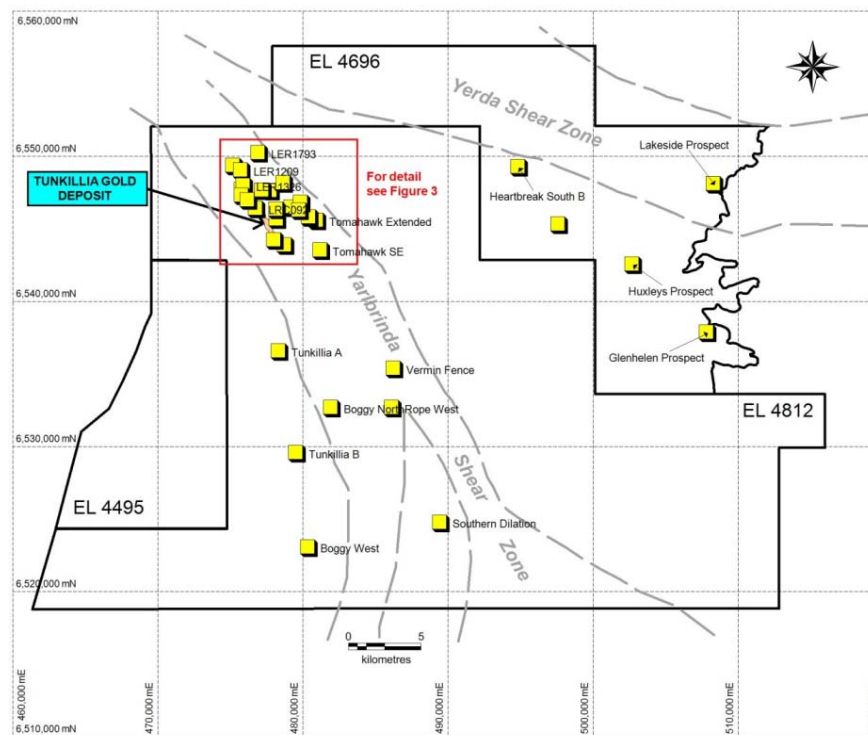 6,560,000 mN
EL 4696
Yerda Shear Zone
6,550,000 mN
LER1793
Lakeside Prospect
TUNKILLIA GOLD
DEPOSIT
LER1209
For detail
see Figure 3
LER1326
Heartbreak South B
LRC092
Tomahawk Extended
Tomahawk SE
6,540,000 mN
Yarlbrinda
Huxleys Prospect
Glenhelen Prospect
Tunkillia A
Vermin Fence
EL 4812
Boggy North
Rope West
6,530,000 mN
Tunkillia B
Shear
EL 4495
Southern Dilation
Zone
Boggy West
6,520,000 mN
0 5
kilometres
6,510,000 mN
460,000 mE
470,000 mE
480,000 mE
490,000 mE
500,000 mE
510,000 mE